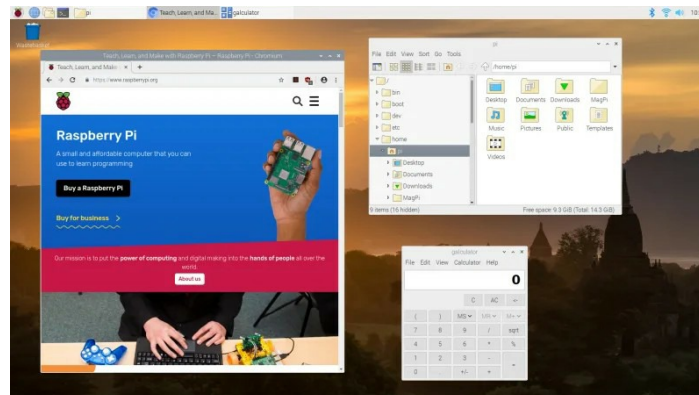 pi
Teach, Learn, and Ma...
galculator
10
Wastebasket
Teach, Learn, and Make with Raspberry Pi – Raspberry Pi - Chromium
Teach, Learn, and Make
https://www.raspberrypi.org
Raspberry Pi
A small and affordable computer that you can
use to learn programming
Buy a Raspberry Pi
Buy for business
Our mission is to put the power of computing and digital making into the hands of people all over the
world.
About us
pi
File Edit View Sort Go Tools
/home/pi
/
bin
boot
dev
etc
home
pi
Desktop
Documents
Downloads
MagPi
Desktop Documents Downloads MagPi
Music Pictures Public Templates
Videos
9 items (16 hidden) Free space: 9.3 GiB (Total: 14.3 GiB)
galculator
File Edit View Calculator Help
0
C AC ←
( ) MS MR M+
7 8 9 / sqrt
4 5 6 * %
1 2 3 - =
0 . +/- +